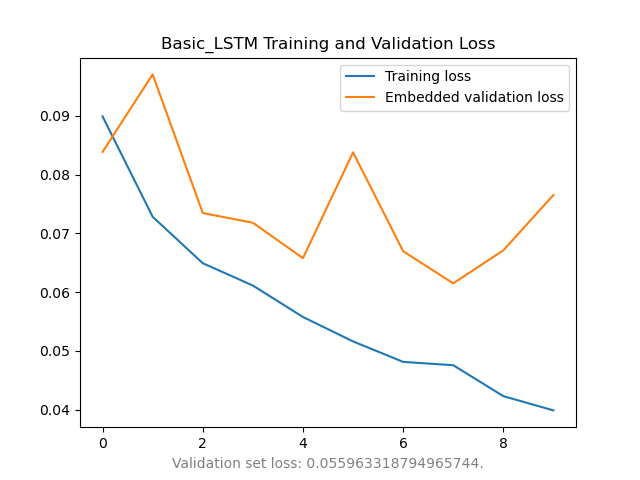 Basic_LSTM Training and Validation Loss
Training loss
Embedded validation loss
0.09
0.08
0.07
0.06
0.05
0.04
0 2 4 6 8
Validation set loss: 0.055963318794965744.